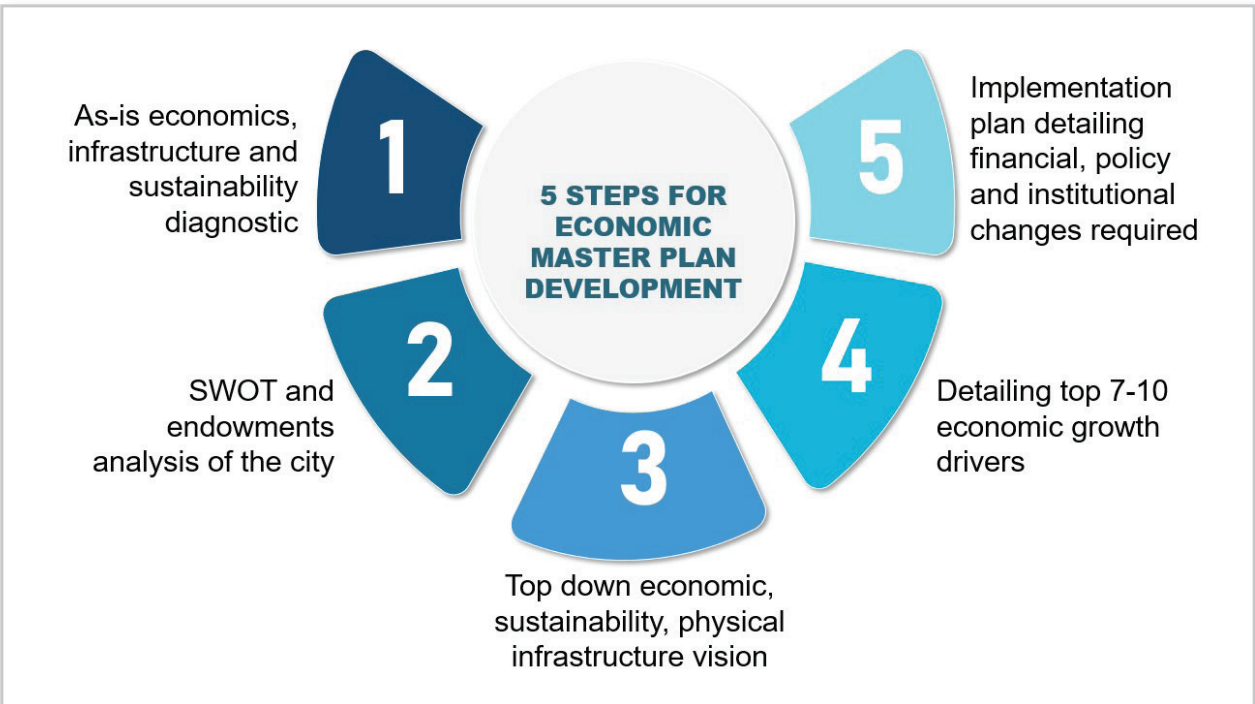 5 STEPS FOR
ECONOMIC
MASTER PLAN
DEVELOPMENT
1
As-is economics,
infrastructure and
sustainability
diagnostic
2
SWOT and
endowments
analysis of the city
3
Top down economic,
sustainability, physical
infrastructure vision
4
Detailing top 7-10
economic growth
drivers
5
Implementation
plan detailing
financial, policy
and institutional
changes required